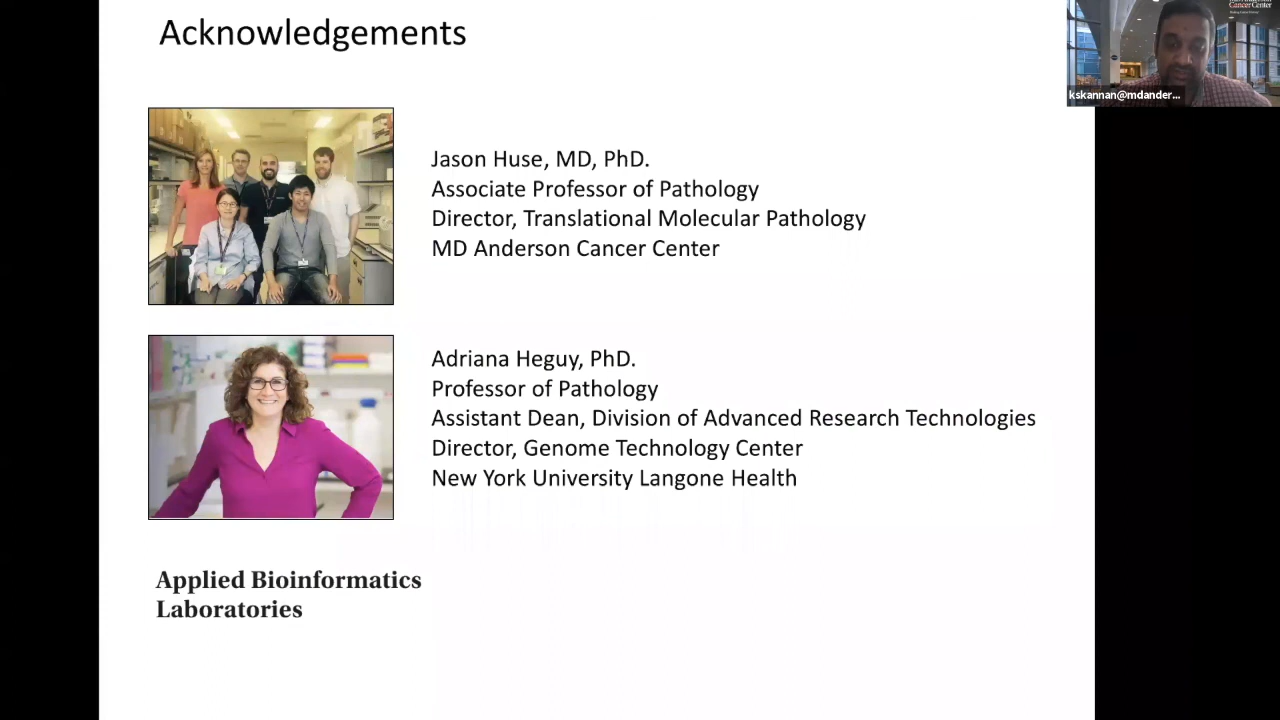 Acknowledgements
Cancer Center
kskannan@mdander...
Jason Huse, MD, PhD.
Associate Professor of Pathology
Director, Translational Molecular Pathology
MD Anderson Cancer Center
Adriana Heguy, PhD.
Professor of Pathology
Assistant Dean, Division of Advanced Research Technologies
Director, Genome Technology Center
New York University Langone Health
Applied Bioinformatics
Laboratories